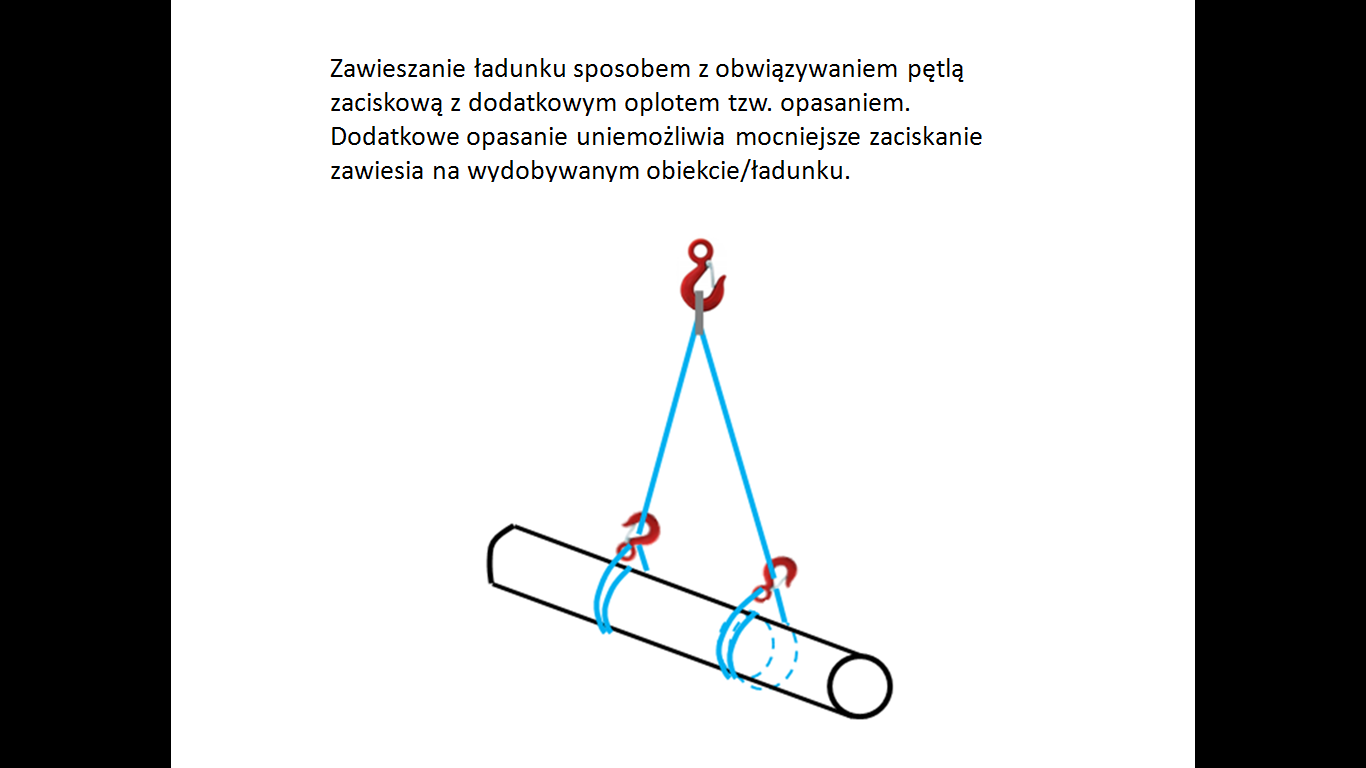 Zawieszanie ładunku sposobem z obwiązywaniem pętlą
zaciskową z dodatkowym oplotem tzw. opasaniem.
Dodatkowe opasanie uniemożliwia mocniejsze zaciskanie
zawiesia na wydobywanym obiekcie/ładunku.